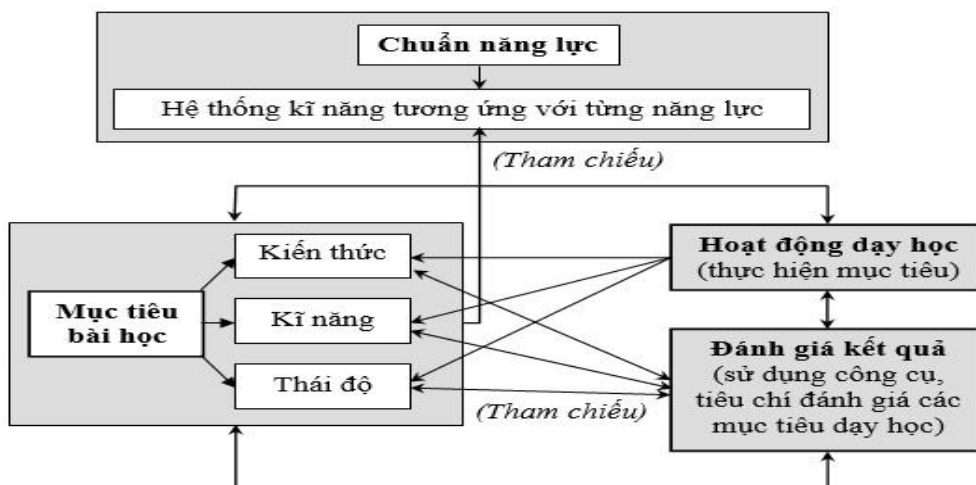 Chuẩn năng lực
Hệ thống kĩ năng tương ứng với từng năng lực
(Tham chiếu)
Mục tiêu
bài học
Kiến thức
Kĩ năng
Thái độ
Hoạt động dạy học
(thực hiện mục tiêu)
Đánh giá kết quả
(sử dụng công cụ,
tiêu chí đánh giá các
mục tiêu dạy học)
(Tham chiếu)